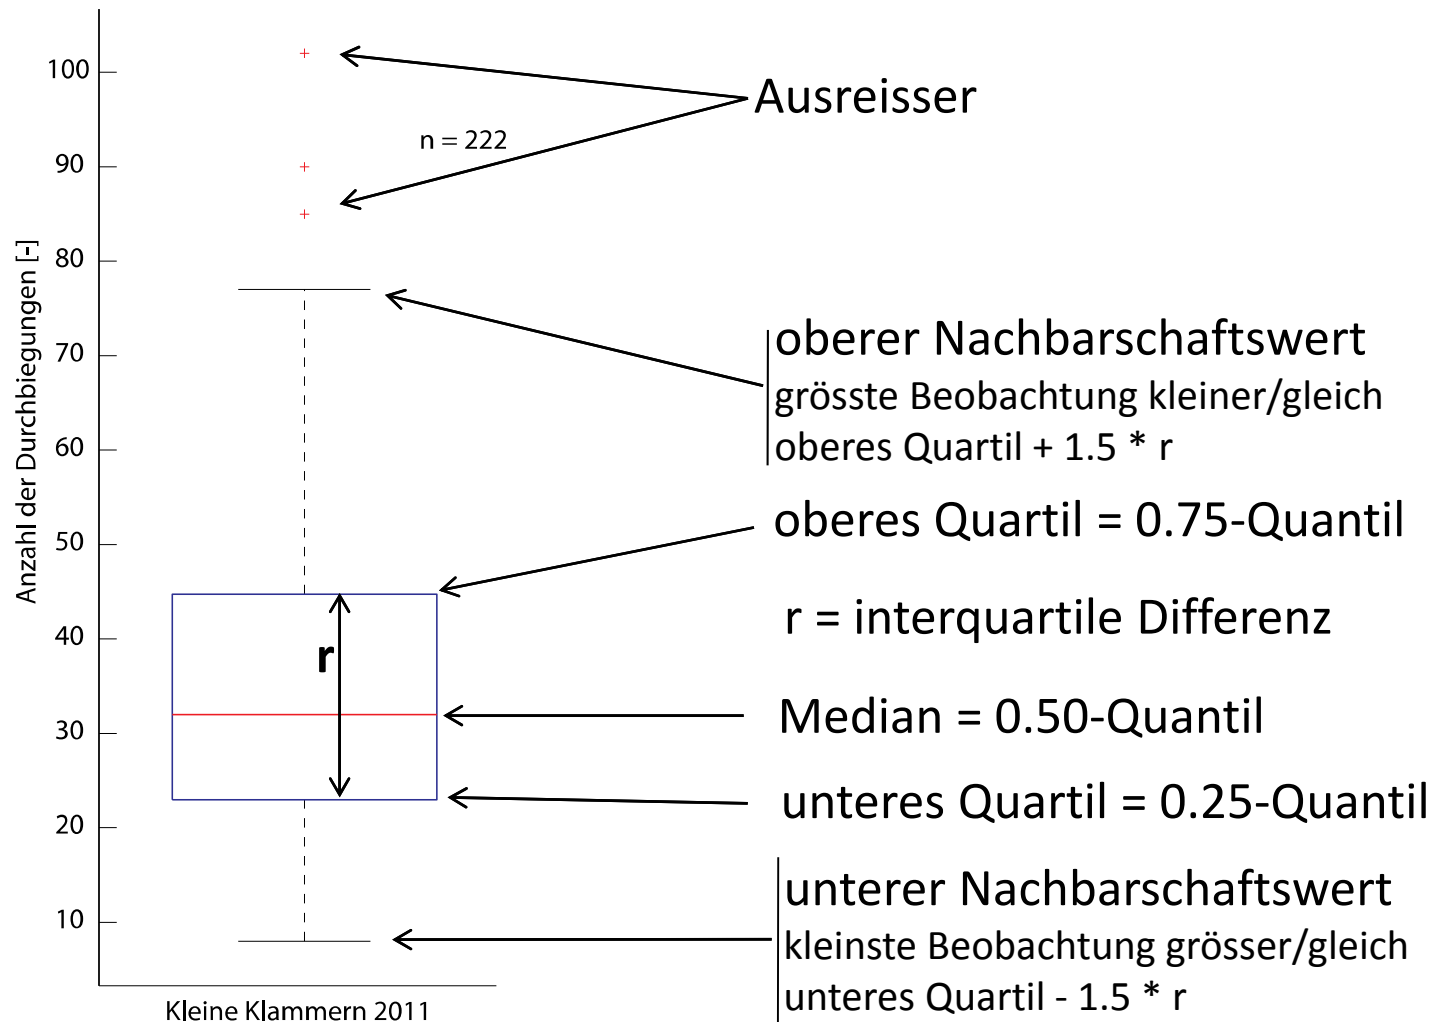 Anzahl der Durchbiegungen [-]
100
90
80
70
60
50
40
30
20
10
Kleine Klammern 2011
n = 222
r
Ausreisser
oberer Nachbarschaftswert
grösste Beobachtung kleiner/gleich
oberes Quartil + 1.5 * r
oberes Quartil = 0.75-Quantil
r = interquartile Differenz
Median = 0.50-Quantil
unteres Quartil = 0.25-Quantil
unterer Nachbarschaftswert
kleinste Beobachtung grösser/gleich
unteres Quartil - 1.5 * r